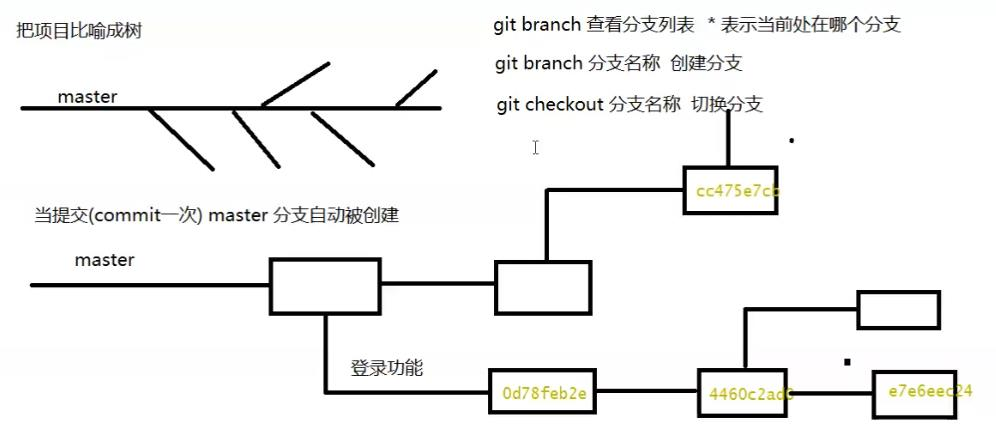 把项目比喻成树
git branch 查看分支列表 * 表示当前处在哪个分支
git branch 分支名称 创建分支
master
git checkout 分支名称 切换分支
cc475e7cb
当提交(commit一次) master 分支自动被创建
master
登录功能
0d78feb2e
4460c2ad0
e7e6eec24